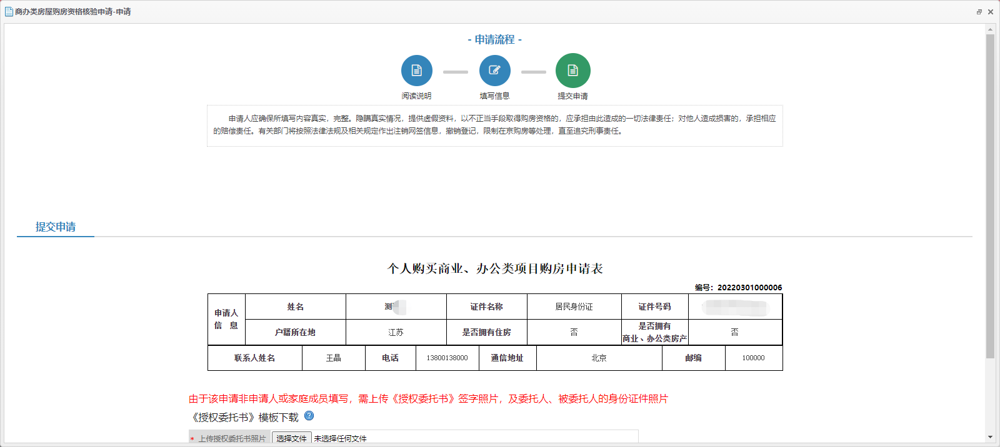 商办类房屋购房资格核验申请-申请
- 申请流程 -
阅读说明 填写信息 提交申请
申请人应确保所填写内容真实，完整。隐瞒真实情况，提供虚假资料，以不正当手段取得购房资格的，应承担由此造成的一切法律责任；对他人造成损害的，承担相应
的赔偿责任。有关部门将按照法律法规及相关规定作出注销网签信息，撤销登记，限制在京购房等处理，直至追究刑事责任。
提交申请
个人购买商业、办公类项目购房申请表
编号：20220301000006
申请人
信 息
姓名 测 证件名称 居民身份证 证件号码
户籍所在地 江苏 是否拥有住房 否 是否拥有
商业、办公类房产 否
联系人姓名 王晶 电话 13800138000 通信地址 北京 邮编 100000
由于该申请非申请人或家庭成员填写，需上传《授权委托书》签字照片，及委托人、被委托人的身份证件照片
《授权委托书》模板下载 ?
* 上传授权委托书照片 选择文件 未选择任何文件